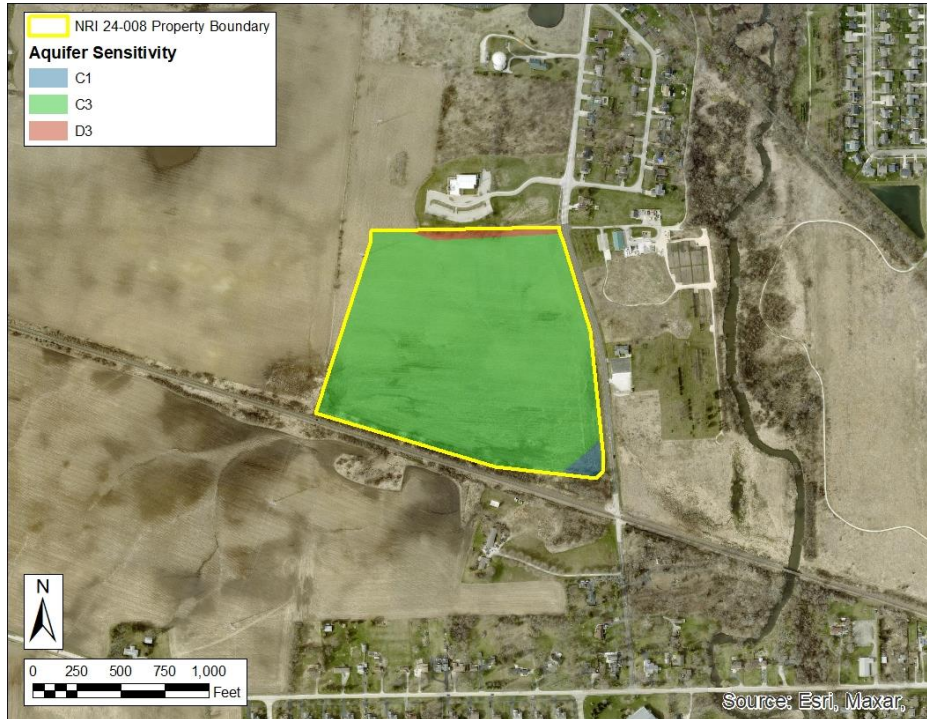 NRI 24-008 Property Boundary
Aquifer Sensitivity
C1
C3
D3
N
0 250 500 1,000
Feet
Source: Esri, Maxar,